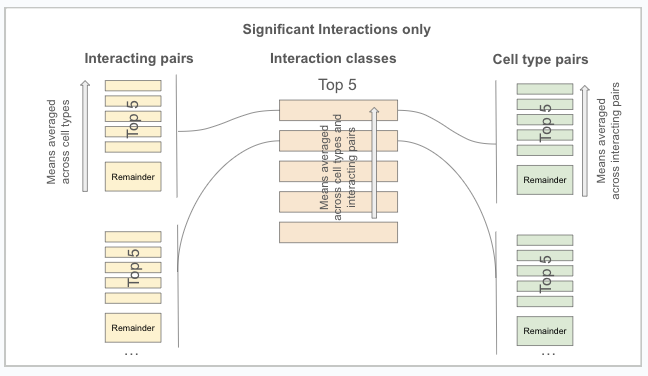 Significant Interactions only
Interacting pairs
Interaction classes
Cell type pairs
Top 5
Means averaged
across cell types
Top 5
Remainder
Means averaged
across cell types and
interacting pairs
Top 5
Remainder
Means averaged
across interacting pairs
Top 5
Remainder
...
Top 5
Remainder
...